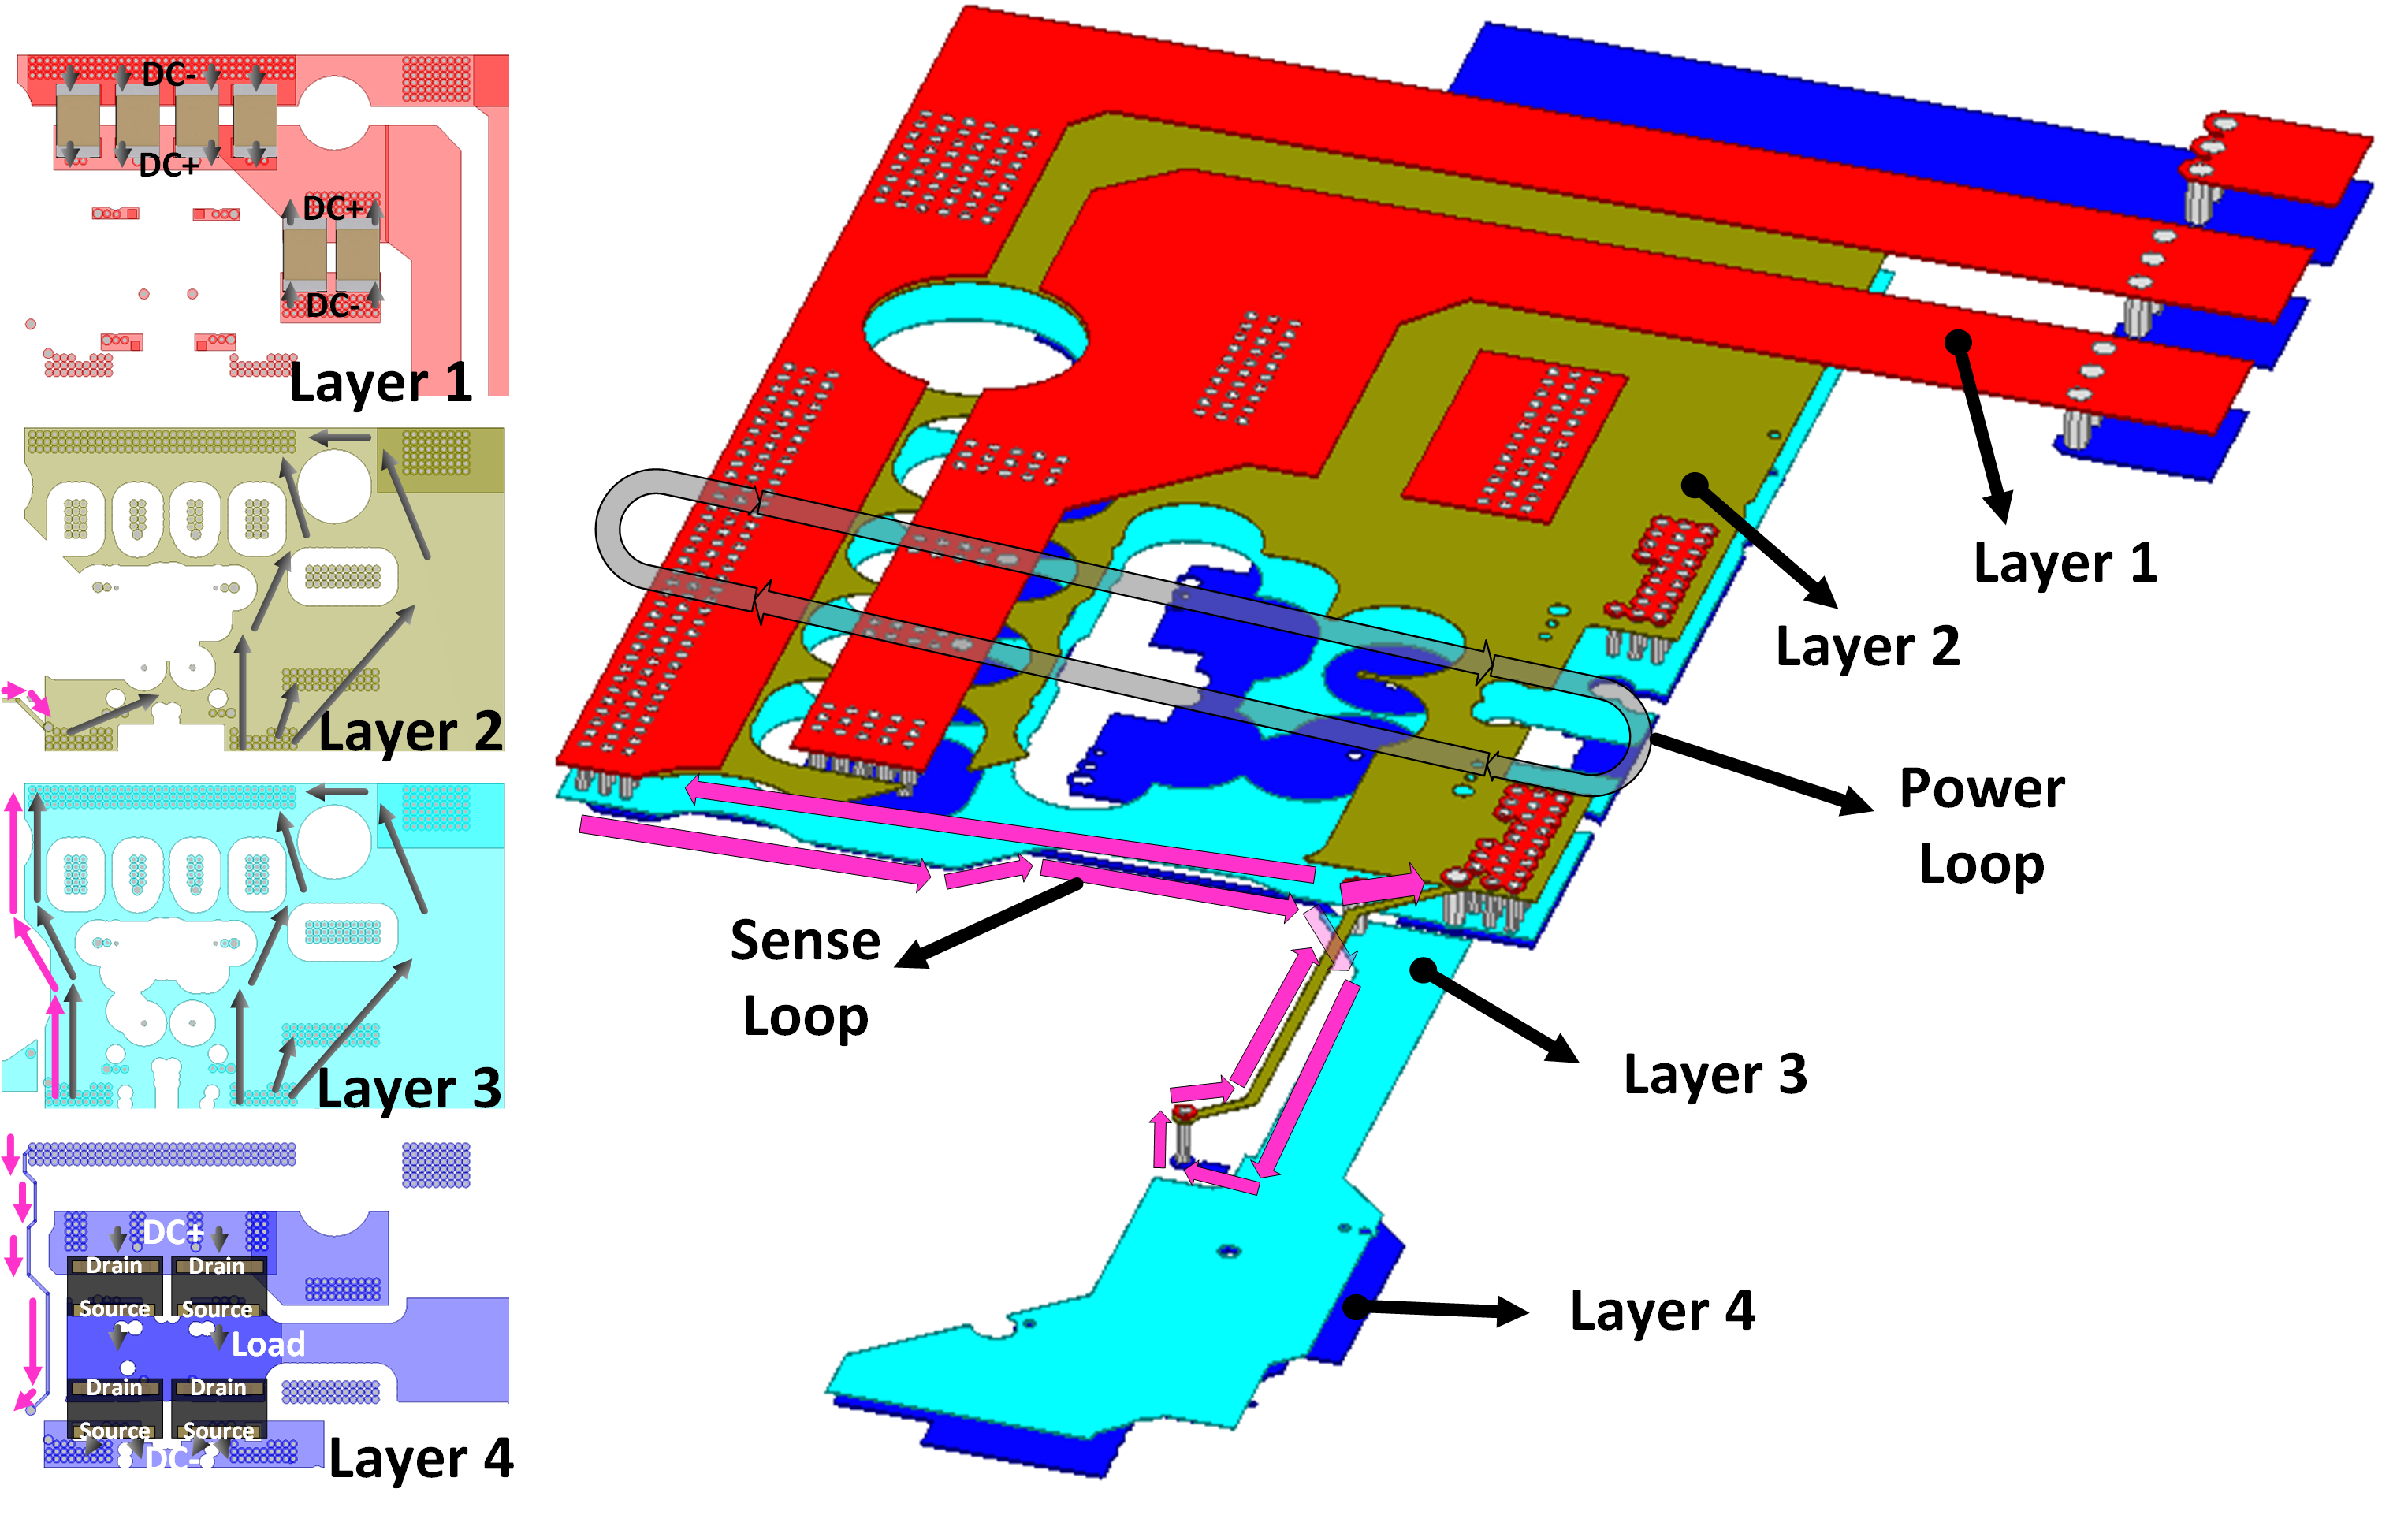 DC-
DC+
DC+
DC-
Layer 1
Layer 2
Layer 3
DC+
Drain Drain
Source Source
Load
Drain Drain
Source Source
DC-
Layer 4
Layer 1
Layer 2
Power
Loop
Sense
Loop
Layer 3
Layer 4